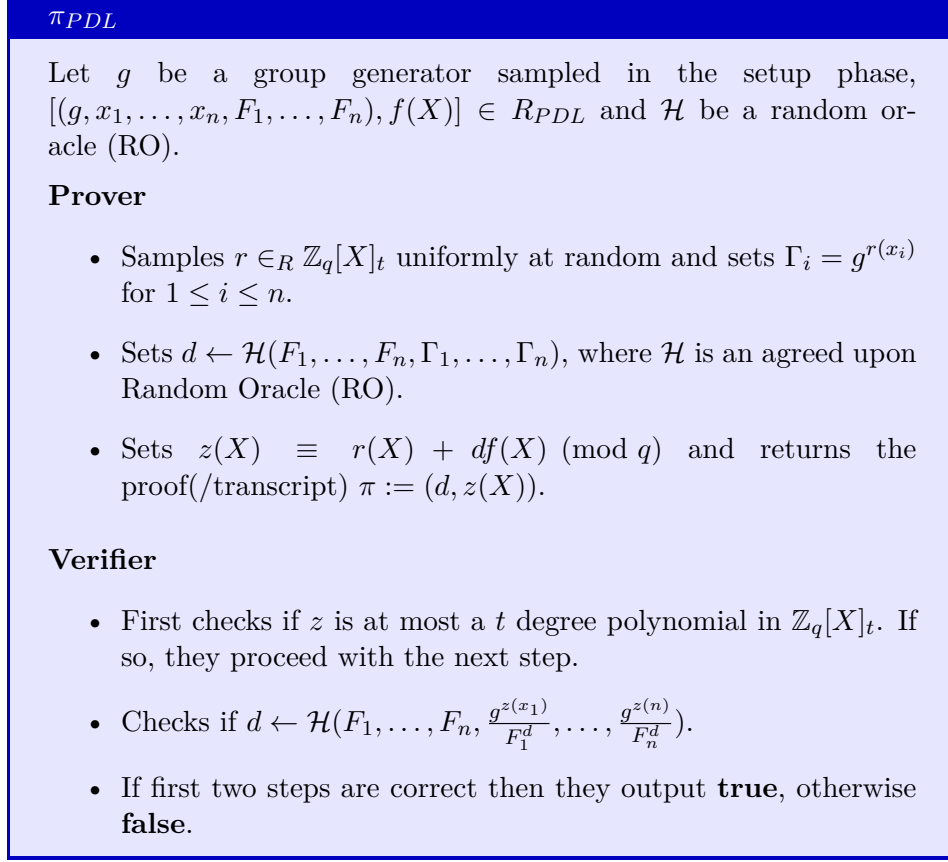 π_{PDL}
Let g be a group generator sampled in the setup phase,
[(g, x_1, . . . , x_n, F_1, . . . , F_n), f(X)] ∈ R_{PDL} and ℋ be a random or-
acle (RO).
Prover
• Samples r ∈_R ℤ_q[X]_t uniformly at random and sets Γ_i = g^{r(x_i)}
for 1 ≤ i ≤ n.
• Sets d ← ℋ(F_1, . . . , F_n, Γ_1, . . . , Γ_n), where ℋ is an agreed upon
Random Oracle (RO).
• Sets z(X) ≡ r(X) + df(X) (mod q) and returns the
proof(/transcript) π := (d, z(X)).
Verifier
• First checks if z is at most a t degree polynomial in ℤ_q[X]_t. If
so, they proceed with the next step.
• Checks if d ← ℋ(F_1, . . . , F_n, \frac{g^{z(x_1)}}{F_1^d}, . . . , \frac{g^{z(n)}}{F_n^d}).
• If first two steps are correct then they output true, otherwise
false.